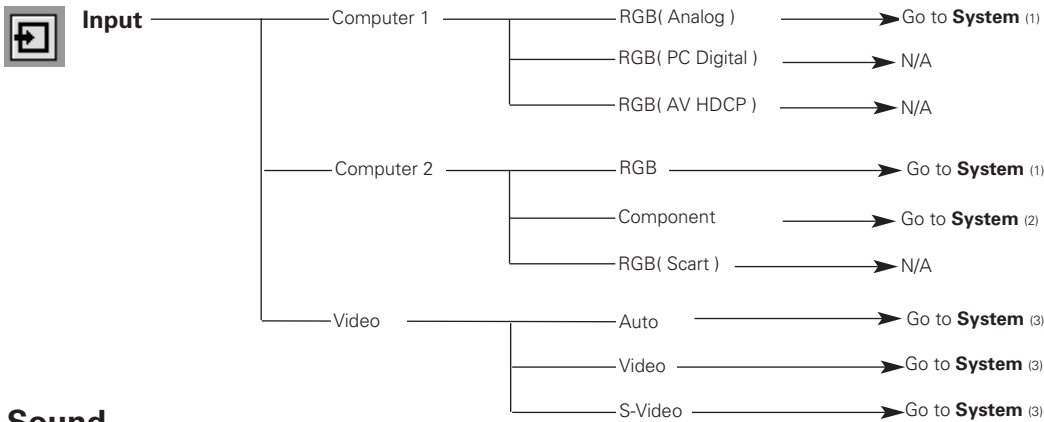 Input Computer 1 RGB( Analog ) Go to System (1)
RGB( PC Digital ) N/A
RGB( AV HDCP ) N/A
Computer 2 RGB Go to System (1)
Component Go to System (2)
RGB( Scart ) N/A
Video Auto Go to System (3)
Video Go to System (3)
S-Video Go to System (3)
Sound